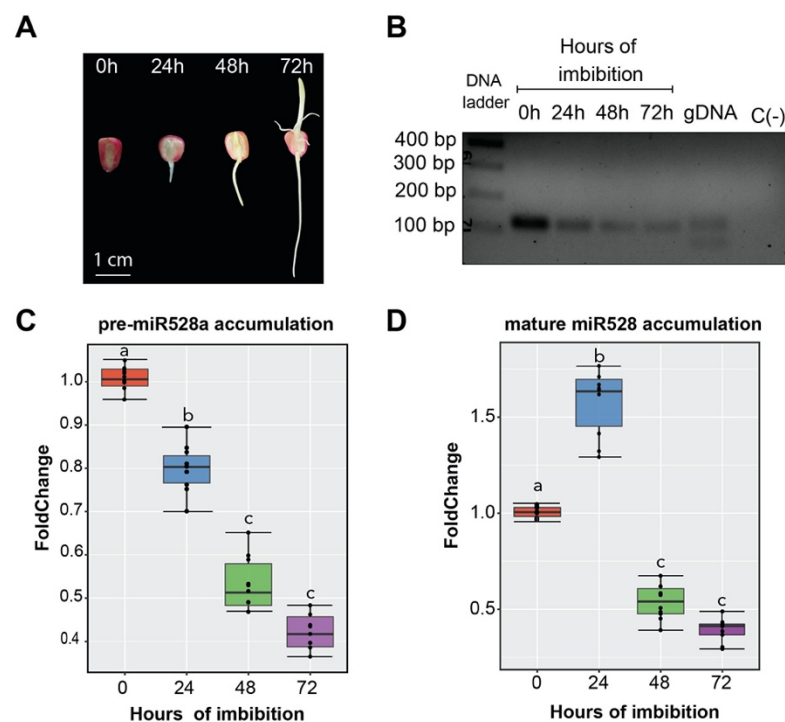 A
0h 24h 48h 72h
1 cm
B
Hours of
imbibition
DNA
ladder
0h 24h 48h 72h gDNA C(-)
400 bp
300 bp
200 bp
100 bp
C
pre-miR528a accumulation
a
b
c
c
1.0
0.9
0.8
0.7
0.6
0.5
0.4
FoldChange
0 24 48 72
Hours of imbibition
D
mature miR528 accumulation
b
a
c
c
1.5
1.0
0.5
FoldChange
0 24 48 72
Hours of imbibition